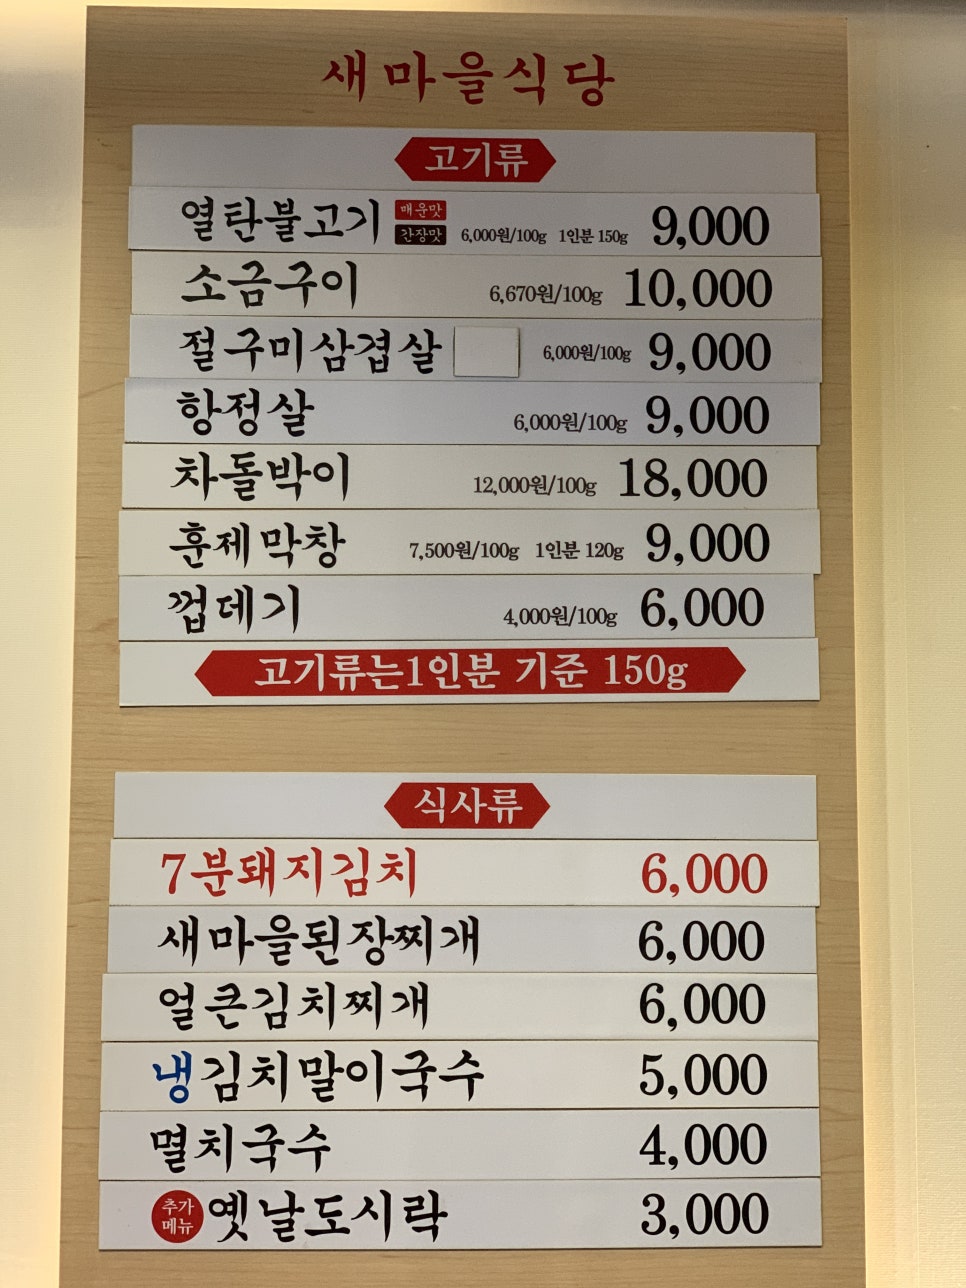 새마을식당
고기류
열탄불고기 매운맛 간장맛 6,000원/100g 1인분 150g 9,000
소금구이 6,670원/100g 10,000
절구미삼겹살 6,000원/100g 9,000
항정살 6,000원/100g 9,000
차돌박이 12,000원/100g 18,000
훈제막창 7,500원/100g 1인분 120g 9,000
껍데기 4,000원/100g 6,000
고기류는1인분 기준 150g
식사류
7분돼지김치 6,000
새마을된장찌개 6,000
얼큰김치찌개 6,000
냉김치말이국수 5,000
멸치국수 4,000
추가메뉴 옛날도시락 3,000